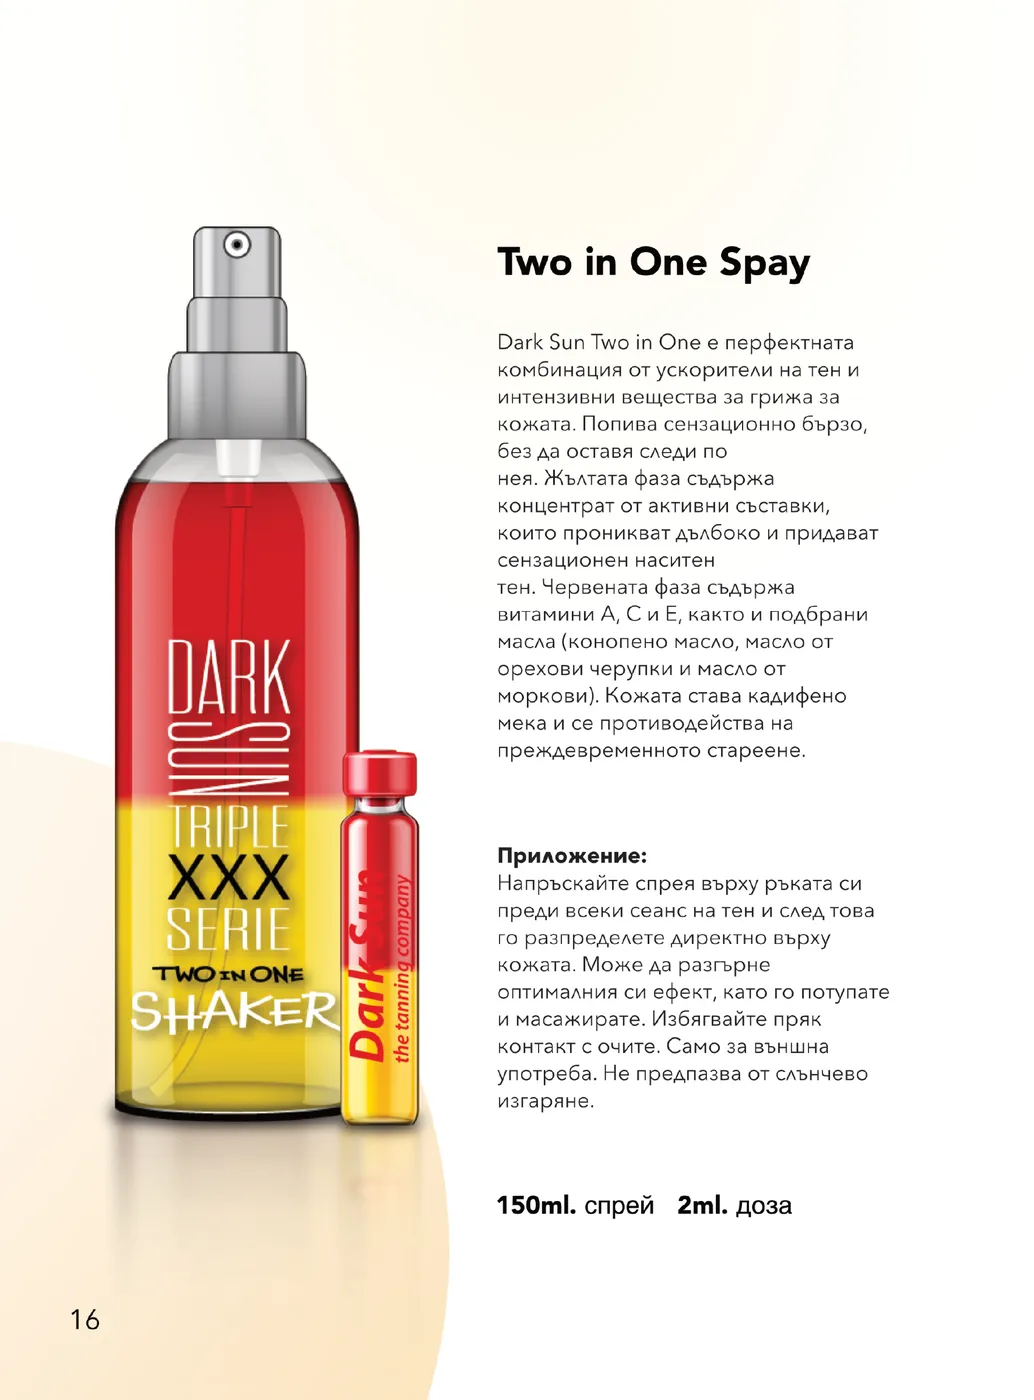 Two in One Spay
Dark Sun Two in One е перфектната
комбинация от ускорители на тен и
интензивни вещества за грижа за
кожата. Попива сензационно бързо,
без да оставя следи по
нея. Жълтата фаза съдържа
концентрат от активни съставки,
които проникват дълбоко и придават
сензационен наситен
тен. Червената фаза съдържа
витамини А, С и Е, както и подбрани
масла (конопено масло, масло от
орехови черупки и масло от
моркови). Кожата става кадифено
мека и се противодейства на
преждевременното стареене.
Приложение:
Напръскайте спрея върху ръката си
преди всеки сеанс на тен и след това
го разпределете директно върху
кожата. Може да разгърне
оптималния си ефект, като го потупате
и масажирате. Избягвайте пряк
контакт с очите. Само за външна
употреба. Не предпазва от слънчево
изгаряне.
150ml. спрей 2ml. доза
DARK
SUN
TRIPLE
XXX
SERIE
TWO IN ONE
SHAKER
Dark Sun
the tanning company
16